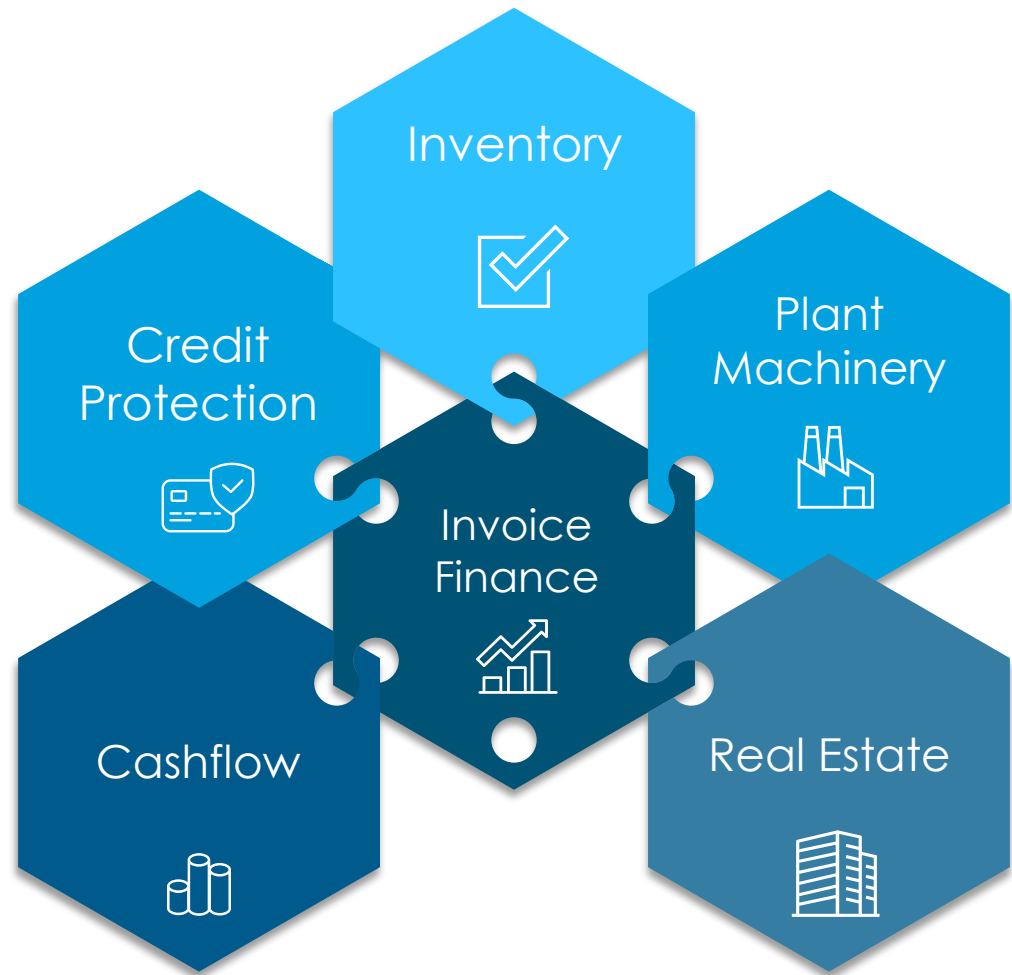 Inventory
Credit
Protection
Plant
Machinery
Invoice
Finance
Cashflow
Real Estate